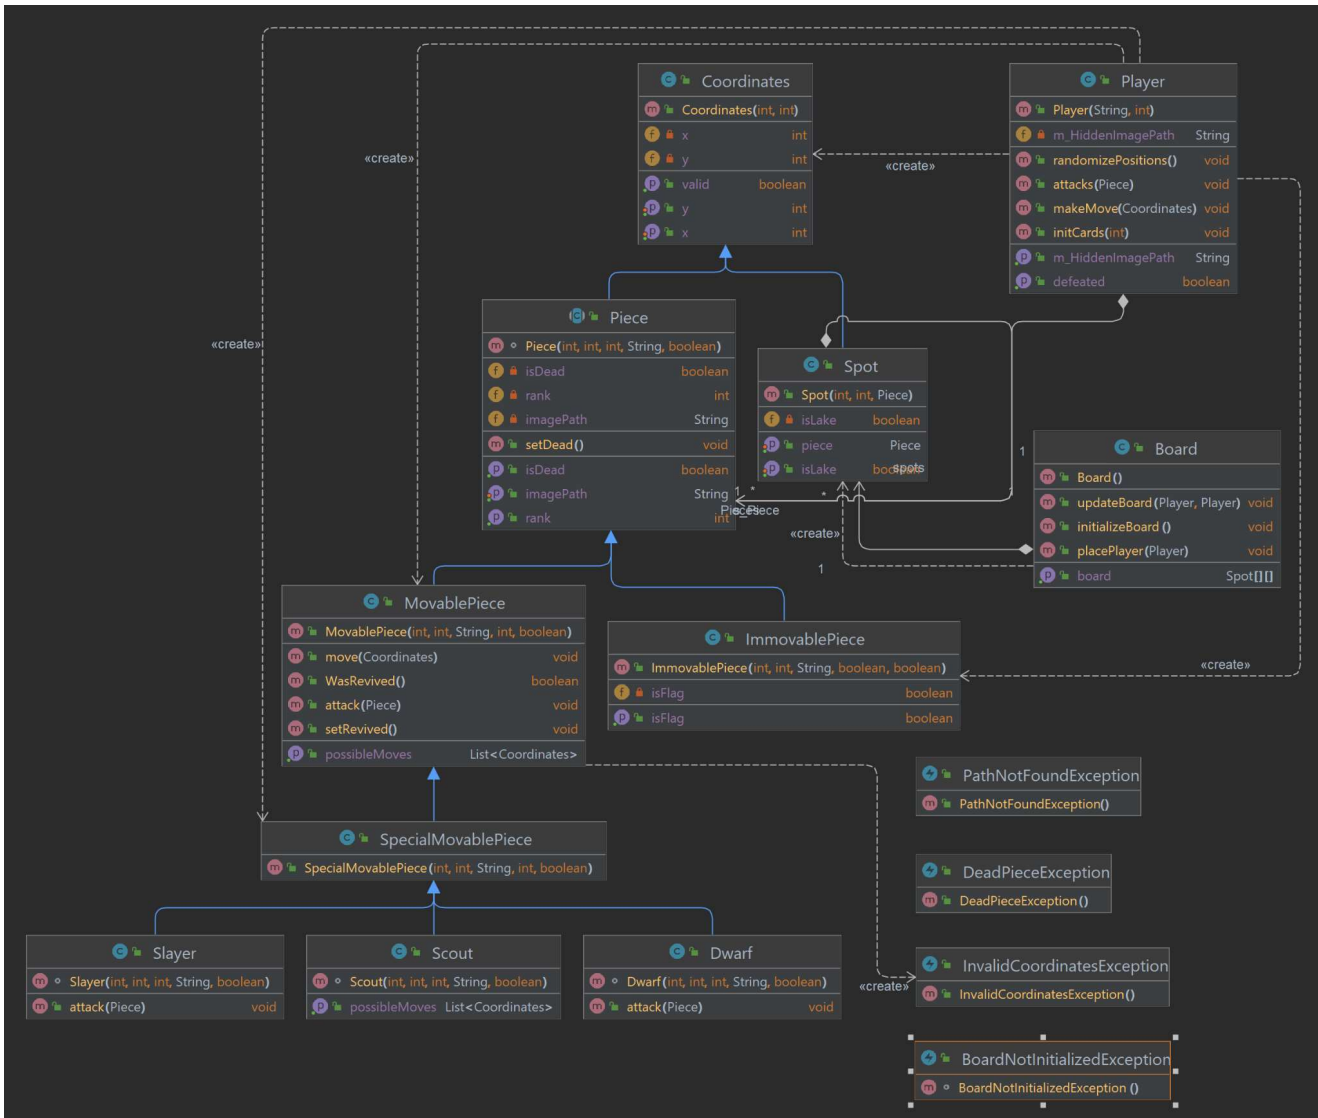 Coordinates
Coordinates(int, int)
x int
y int
valid boolean
y int
x int
Player
Player(String, int)
m_HiddenImagePath String
randomizePositions() void
attacks(Piece) void
makeMove(Coordinates) void
initCards(int) void
m_HiddenImagePath String
defeated boolean
«create»
«create»
«create»
Piece
Piece(int, int, int, String, boolean)
isDead boolean
rank int
imagePath String
setDead() void
isDead boolean
imagePath String
rank int
Spot
Spot(int, int, Piece)
isLake boolean
piece Piece
isLake boolean
spots
Board
Board()
updateBoard(Player, Player) void
initializeBoard() void
placePlayer(Player) void
board Spot[][]
1
1
*
*
1
«create»
1
MovablePiece
MovablePiece(int, int, String, int, boolean)
move(Coordinates) void
WasRevived() boolean
attack(Piece) void
setRevived() void
possibleMoves List<Coordinates>
ImmovablePiece
ImmovablePiece(int, int, String, boolean, boolean)
isFlag boolean
isFlag boolean
«create»
SpecialMovablePiece
SpecialMovablePiece(int, int, String, int, boolean)
Slayer
Slayer(int, int, int, String, boolean)
attack(Piece) void
Scout
Scout(int, int, int, String, boolean)
possibleMoves List<Coordinates>
Dwarf
Dwarf(int, int, int, String, boolean)
attack(Piece) void
PathNotFoundException
PathNotFoundException()
DeadPieceException
DeadPieceException()
InvalidCoordinatesException
InvalidCoordinatesException()
«create»
BoardNotInitializedException
BoardNotInitializedException()